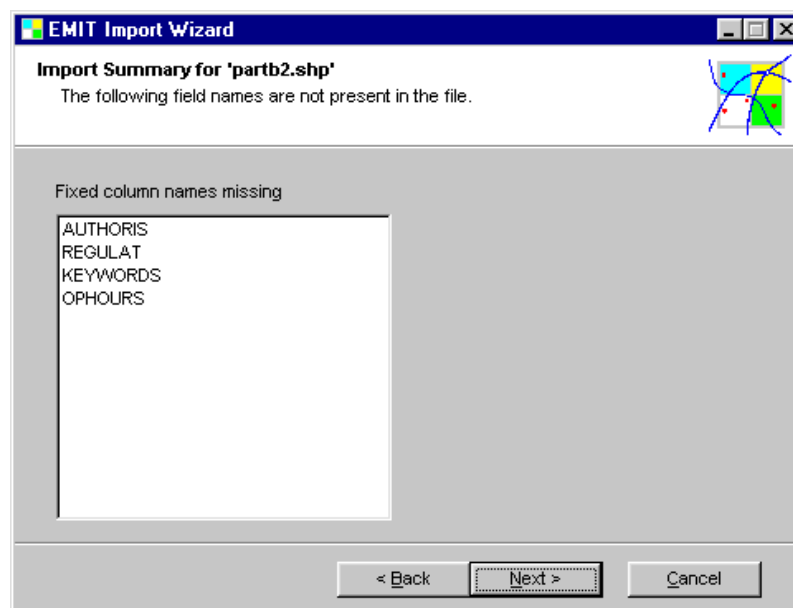 EMIT Import Wizard
Import Summary for 'partb2.shp'
The following field names are not present in the file.
Fixed column names missing
AUTHORIS
REGULAT
KEYWORDS
OPHOURS
< Back
Next >
Cancel